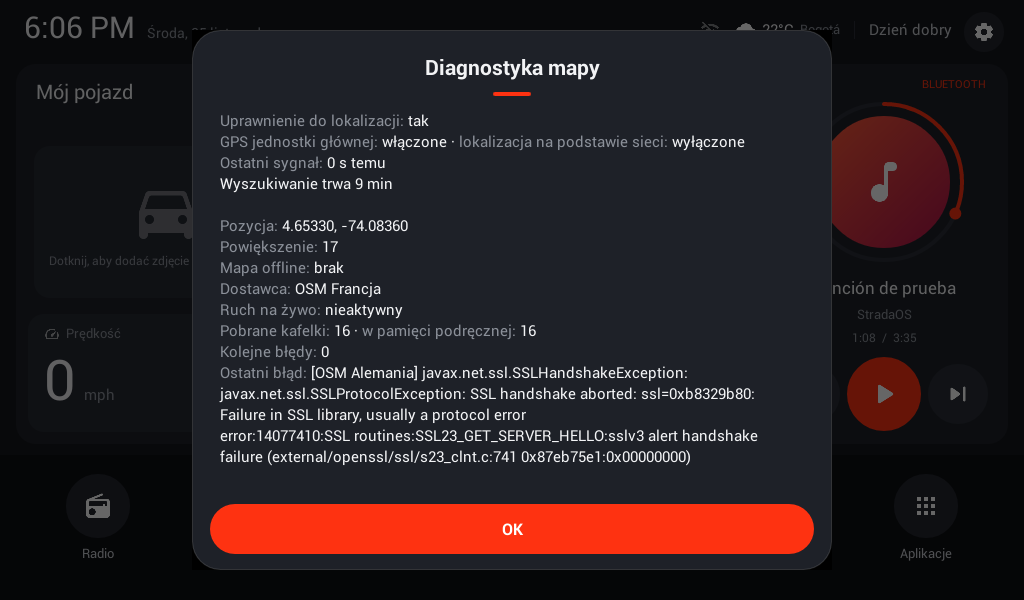 6:06 PM
Środa,
22°C
Bogotá
Dzień dobry
Mój pojazd
BLUETOOTH
Diagnostyka mapy
Uprawnienie do lokalizacji: tak
GPS jednostki głównej: włączone · lokalizacja na podstawie sieci: wyłączone
Ostatni sygnał: 0 s temu
Wyszukiwanie trwa 9 min
Pozycja: 4.65330, -74.08360
Powiększenie: 17
Mapa offline: brak
Dostawca: OSM Francja
Ruch na żywo: nieaktywny
Pobrane kafelki: 16 · w pamięci podręcznej: 16
Kolejne błędy: 0
Ostatni błąd: [OSM Alemania] javax.net.ssl.SSLHandshakeException:
javax.net.ssl.SSLProtocolException: SSL handshake aborted: ssl=0xb8329b80:
Failure in SSL library, usually a protocol error
error:14077410:SSL routines:SSL23_GET_SERVER_HELLO:sslv3 alert handshake
failure (external/openssl/ssl/s23_clnt.c:741 0x87eb75e1:0x00000000)
OK
Dotknij, aby dodać zdjęcie
Prędkość
0 mph
nción de prueba
StradaOS
1:08 / 3:35
Radio
Aplikacje